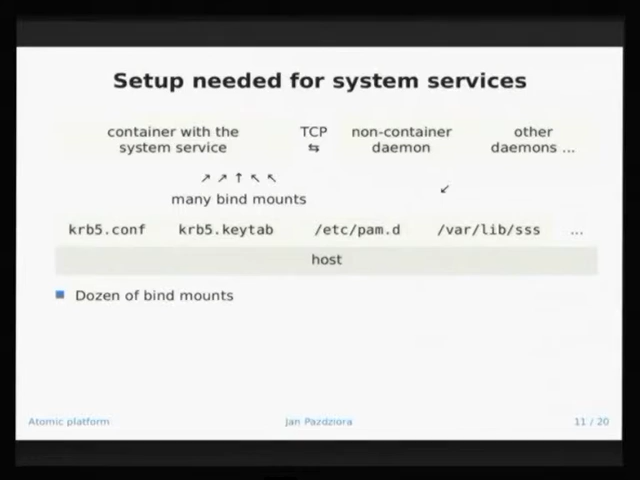 Setup needed for system services
container with the TCP non-container other
system service ⇆ daemon daemons ...
↗ ↗ ↑ ↖ ↖ ↙
many bind mounts
krb5.conf krb5.keytab /etc/pam.d /var/lib/sss ...
host
Dozen of bind mounts
Atomic platform Jan Pazdziora 11 / 20